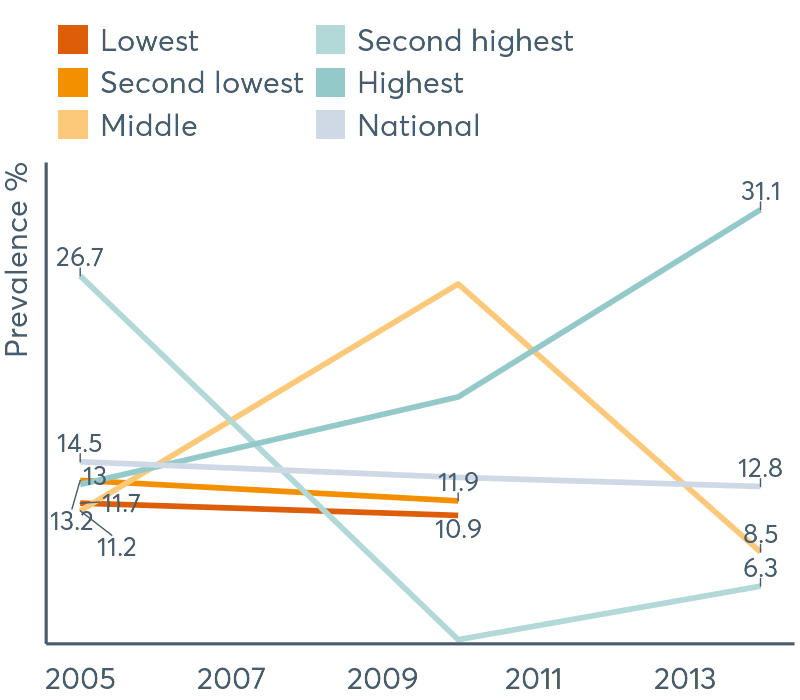 Lowest
Second lowest
Middle
Second highest
Highest
National
Prevalence %
31.1
26.7
14.5
13
11.9
12.8
11.7
13.2
10.9
11.2
8.5
6.3
2005 2007 2009 2011 2013